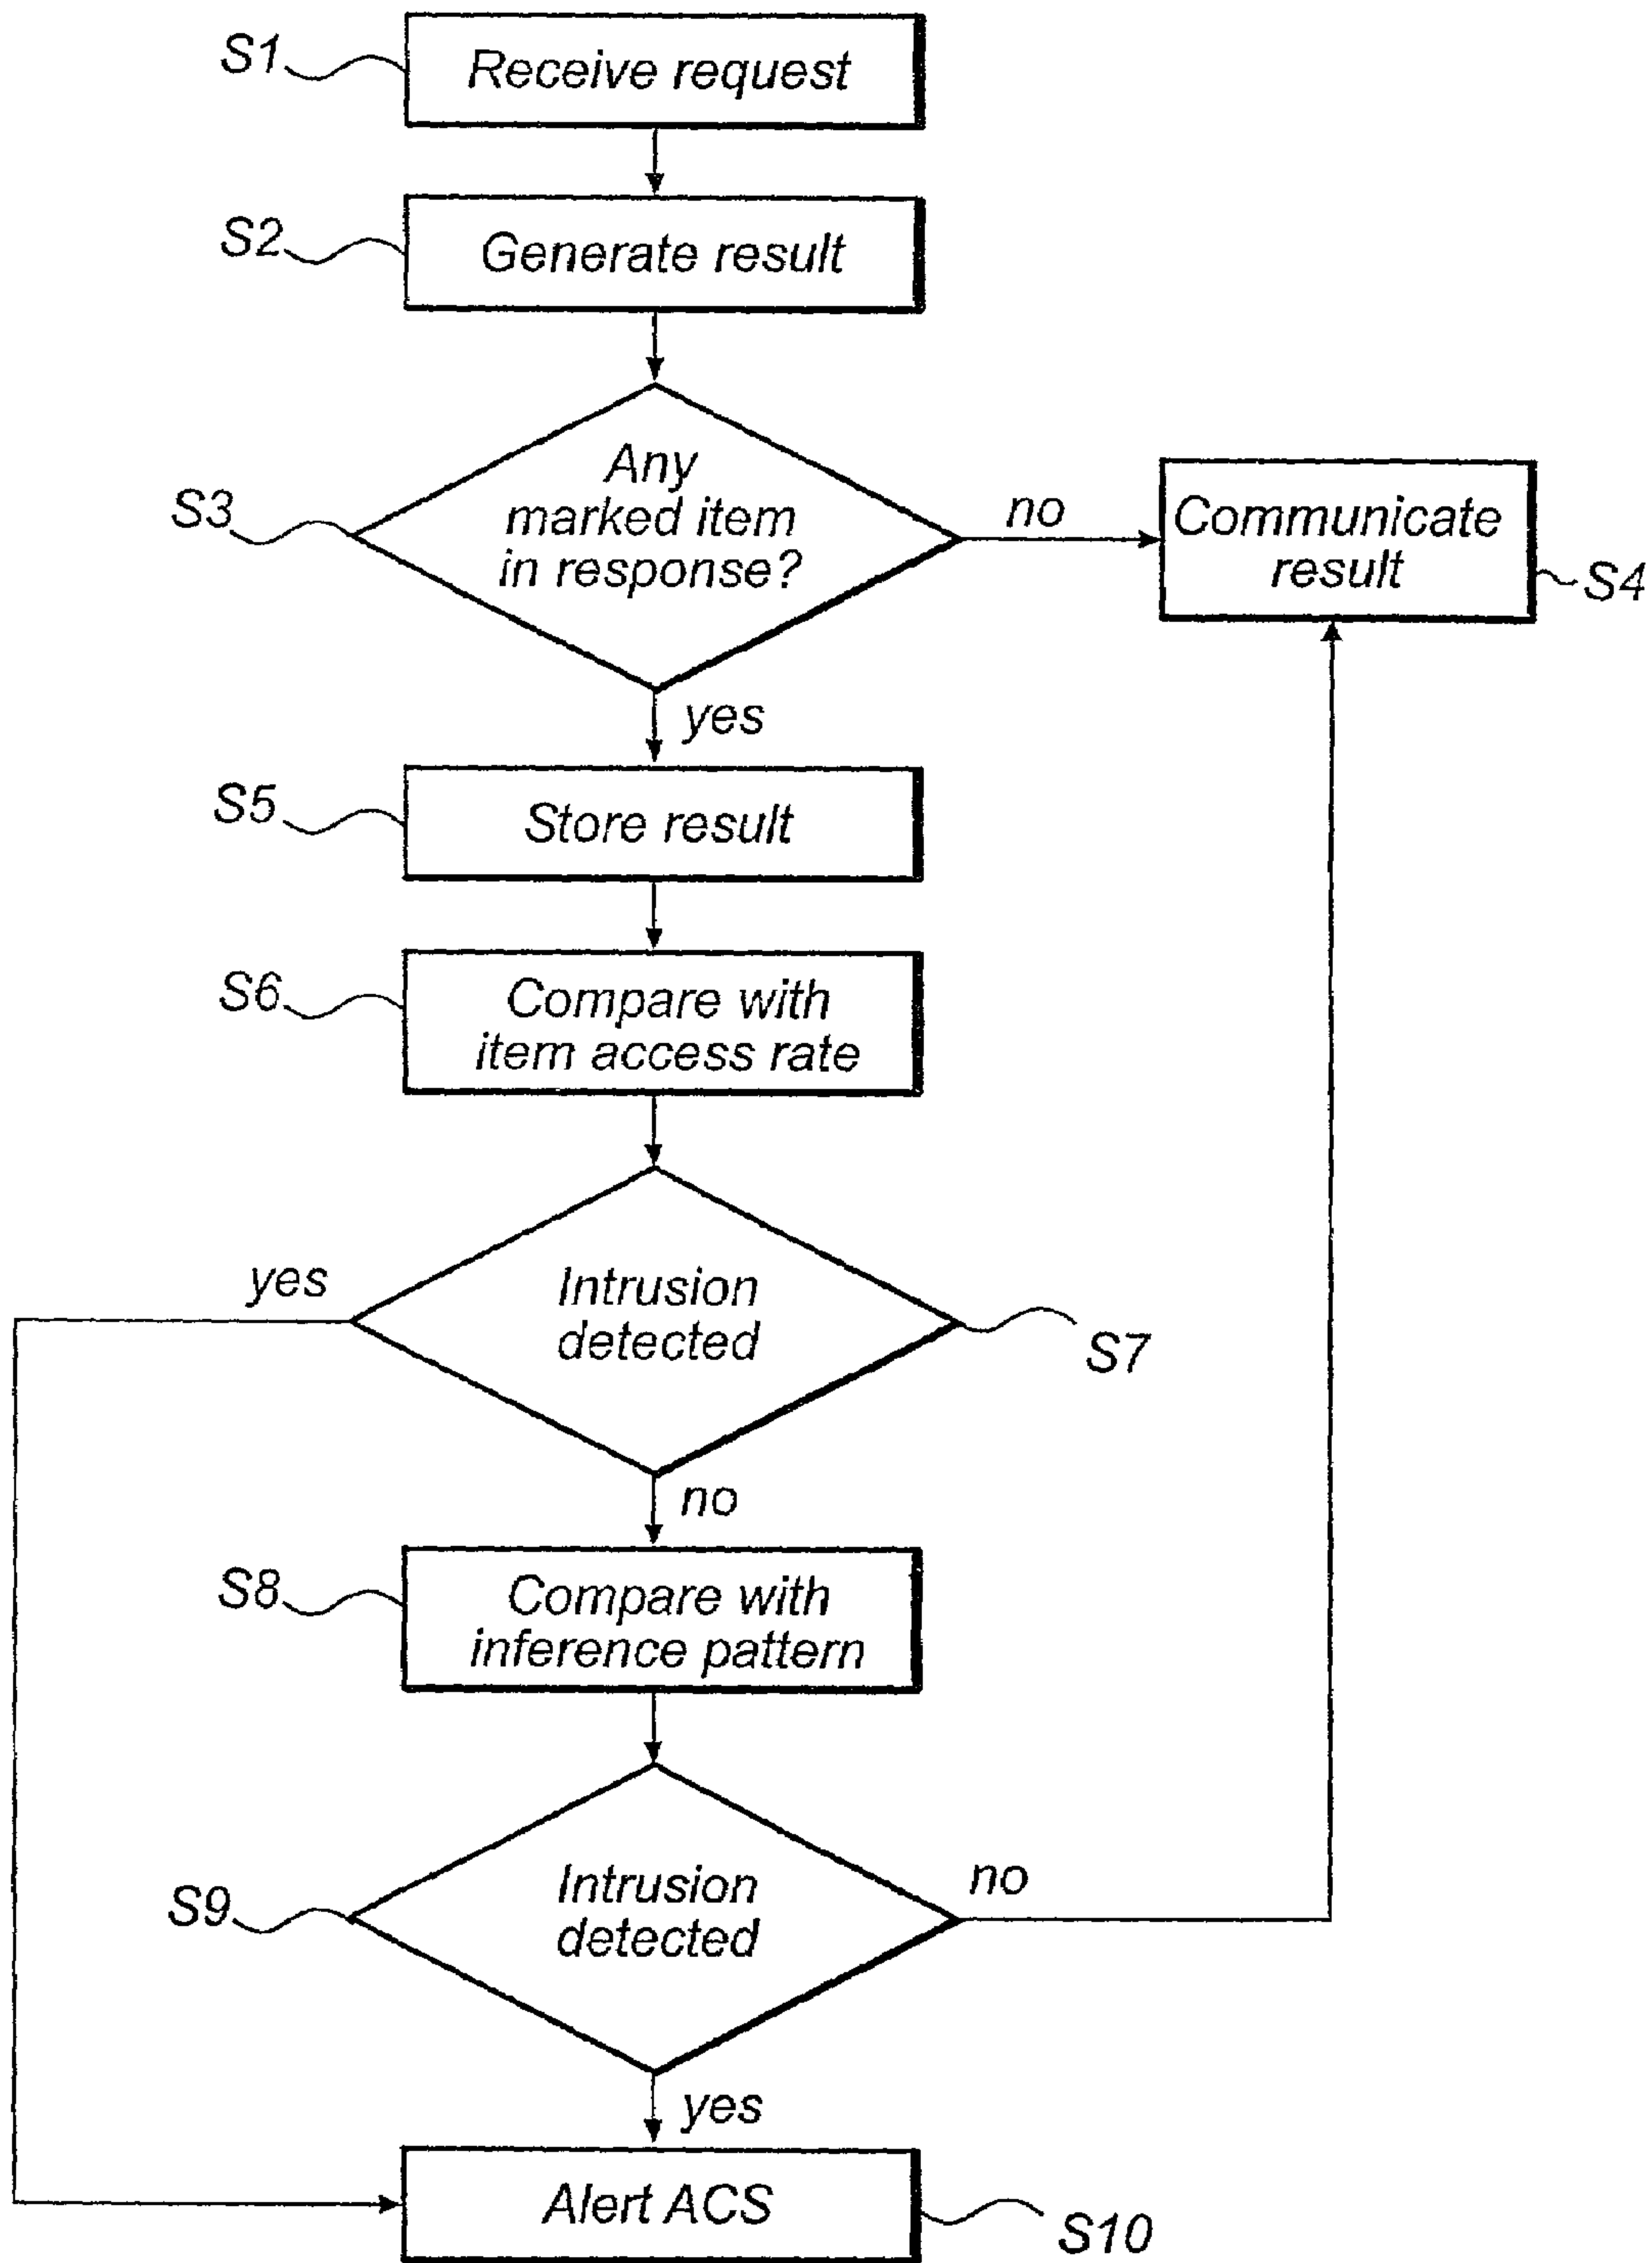 S1
Receive request
S2
Generate result
S3
Any
marked item
in response?
no
Communicate
result
S4
yes
S5
Store result
S6
Compare with
item access rate
yes
Intrusion
detected
S7
no
S8
Compare with
inference pattern
S9
Intrusion
detected
no
yes
Alert ACS
S10